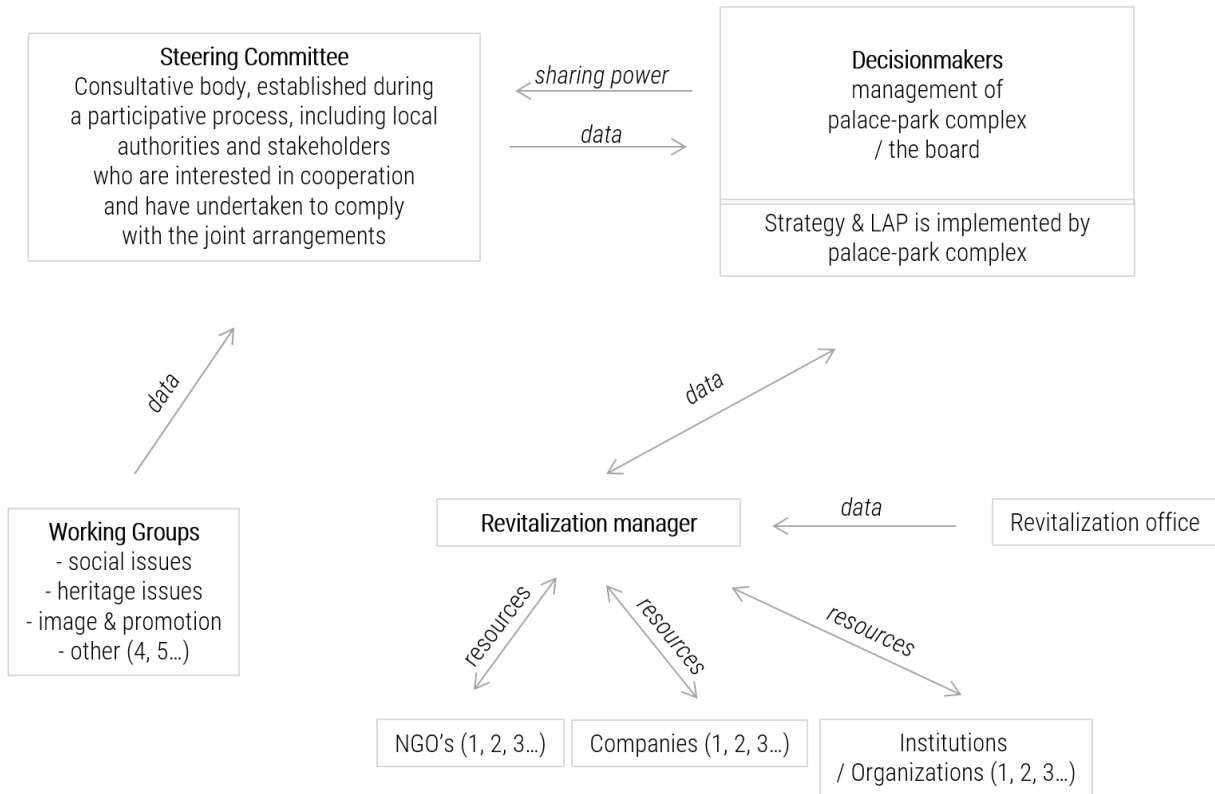 Steering Committee
Consultative body, established during
a participative process, including local
authorities and stakeholders
who are interested in cooperation
and have undertaken to comply
with the joint arrangements
sharing power
data
Decisionmakers
management of
palace-park complex
/ the board
Strategy & LAP is implemented by
palace-park complex
data
data
Working Groups
- social issues
- heritage issues
- image & promotion
- other (4, 5...)
Revitalization manager
data
Revitalization office
resources
resources
resources
NGO's (1, 2, 3...)
Companies (1, 2, 3...)
Institutions
/ Organizations (1, 2, 3...)